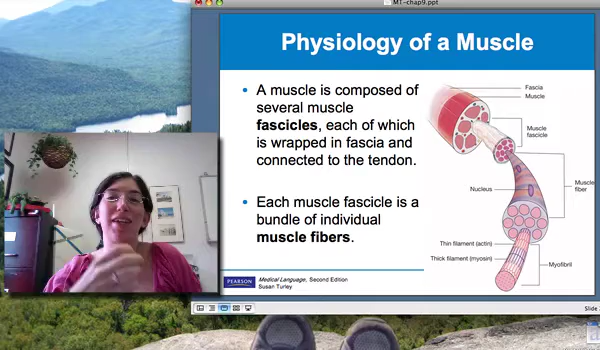 MT-chap9.ppt
Physiology of a Muscle
• A muscle is composed of
several muscle
fascicles, each of which
is wrapped in fascia and
connected to the tendon.
• Each muscle fascicle is a
bundle of individual
muscle fibers.
Fascia
Muscle
Muscle
fascicle
Nucleus
Muscle
fiber
Thin filament (actin)
Thick filament (myosin)
Myofibril
PEARSON
Medical Language, Second Edition
Susan Turley
Slide